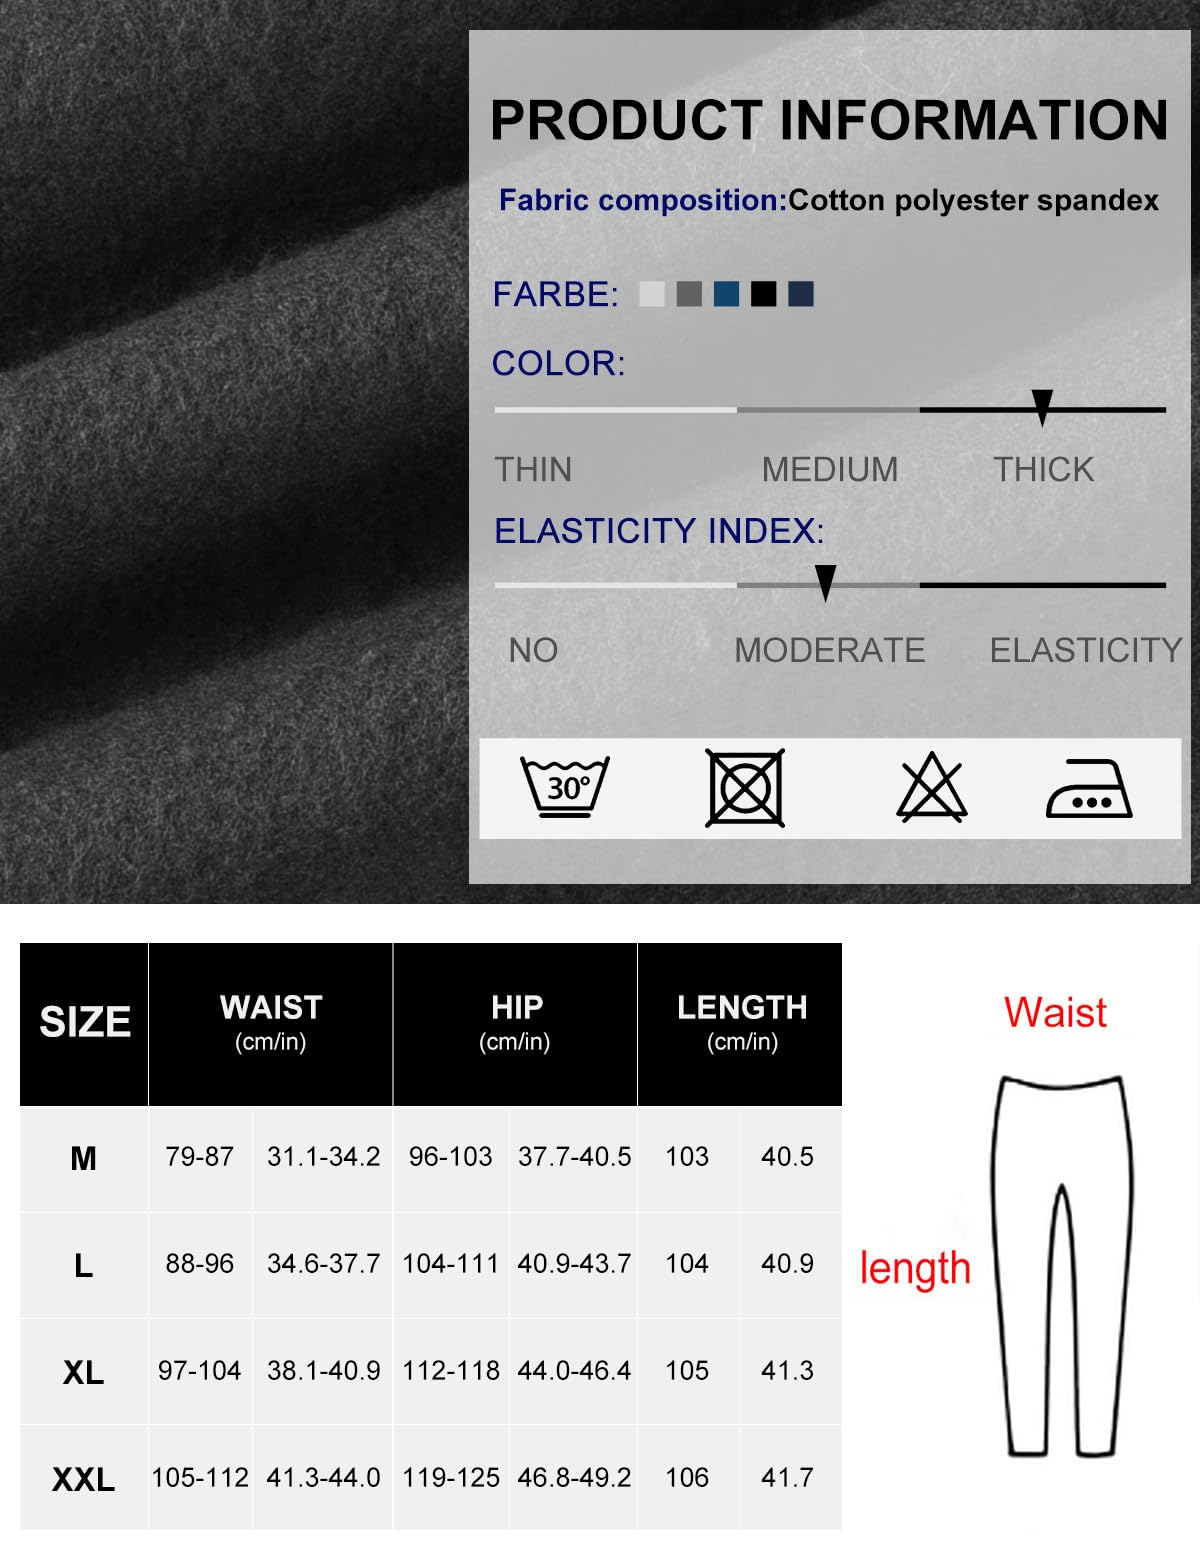 PRODUCT INFORMATION
Fabric composition:Cotton polyester spandex
FARBE:
COLOR:
THIN MEDIUM THICK
ELASTICITY INDEX:
NO MODERATE ELASTICITY
30°
SIZE WAIST (cm/in) HIP (cm/in) LENGTH (cm/in)
M 79-87 31.1-34.2 96-103 37.7-40.5 103 40.5
L 88-96 34.6-37.7 104-111 40.9-43.7 104 40.9
XL 97-104 38.1-40.9 112-118 44.0-46.4 105 41.3
XXL 105-112 41.3-44.0 119-125 46.8-49.2 106 41.7
Waist
length